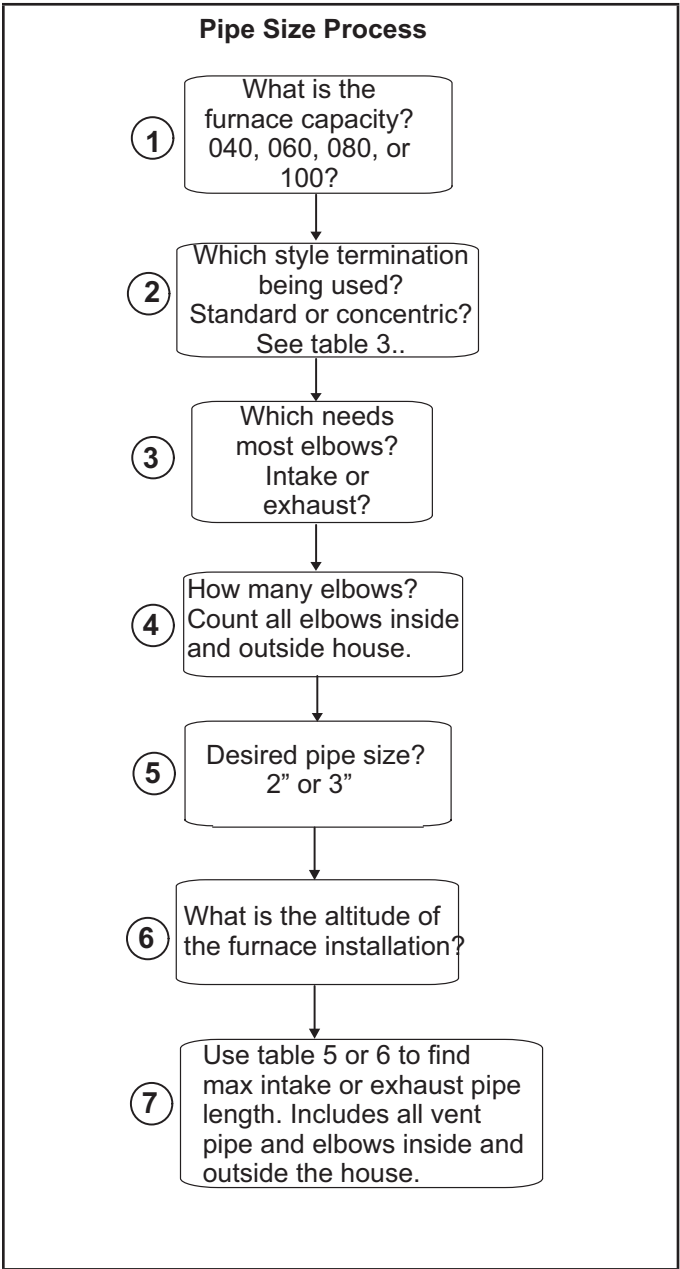 Pipe Size Process
1
What is the
furnace capacity?
040, 060, 080, or
100?
2
Which style termination
being used?
Standard or concentric?
See table 3..
3
Which needs
most elbows?
Intake or
exhaust?
4
How many elbows?
Count all elbows inside
and outside house.
5
Desired pipe size?
2” or 3”
6
What is the altitude of
the furnace installation?
7
Use table 5 or 6 to find
max intake or exhaust pipe
length. Includes all vent
pipe and elbows inside and
outside the house.